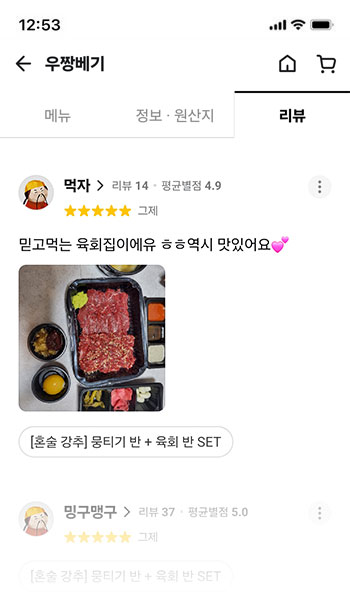 12:53
우짱베기
메뉴
정보 · 원산지
리뷰
먹자
리뷰 14 · 평균별점 4.9
그제
믿고먹는 육회집이에유 ㅎㅎ역시 맛있어요💕
[혼술 강추] 뭉티기 반 + 육회 반 SET
밍구맹구
리뷰 37 · 평균별점 5.0
그제
[혼술 강추] 뭉티기 반 + 육회 반 SET